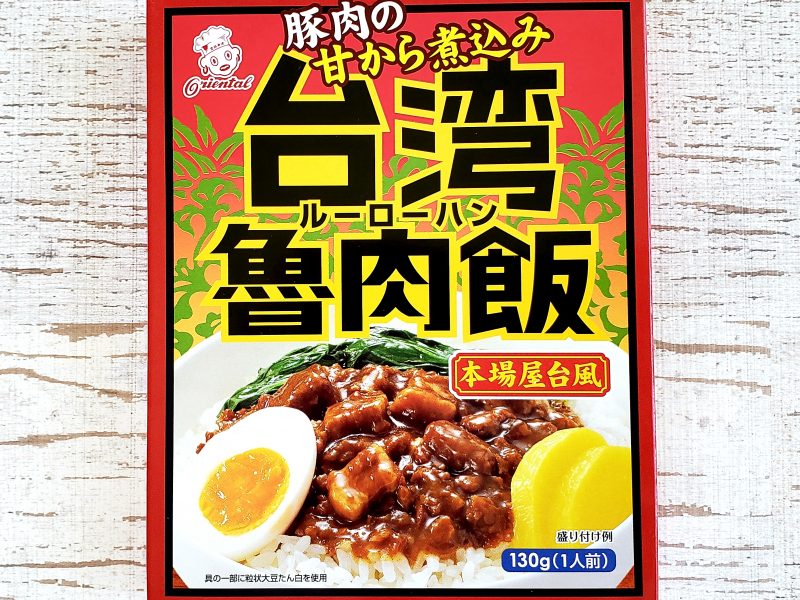 豚肉の
甘から煮込み
Oriental
台湾
ルーローハン
魯肉飯
本場屋台風
盛り付け例
130g(1人前)
具の一部に粒状大豆たん白を使用